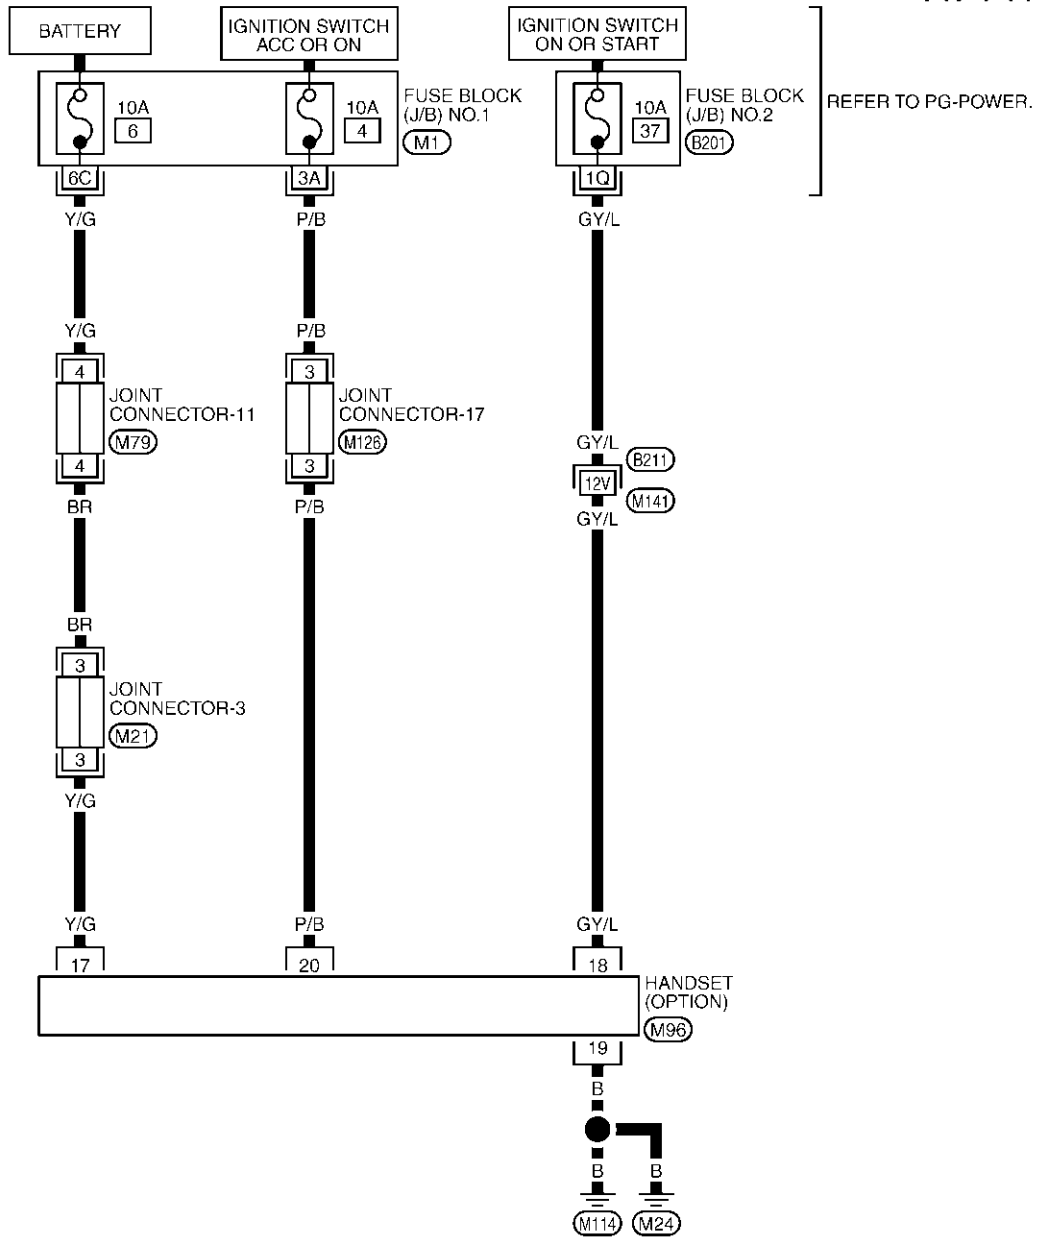 BATTERY
IGNITION SWITCH
ACC OR ON
IGNITION SWITCH
ON OR START
10A
6
10A
4
FUSE BLOCK
(J/B) NO.1
M1
10A
37
FUSE BLOCK
(J/B) NO.2
B201
REFER TO PG-POWER.
6C
3A
1Q
Y/G
P/B
GY/L
Y/G
P/B
4
JOINT
CONNECTOR-11
M79
4
3
JOINT
CONNECTOR-17
M126
3
GY/L
B211
12V
M141
GY/L
BR
P/B
BR
3
JOINT
CONNECTOR-3
M21
3
Y/G
Y/G
P/B
GY/L
17
20
18
HANDSET
(OPTION)
M96
19
B
B
B
M114
M24